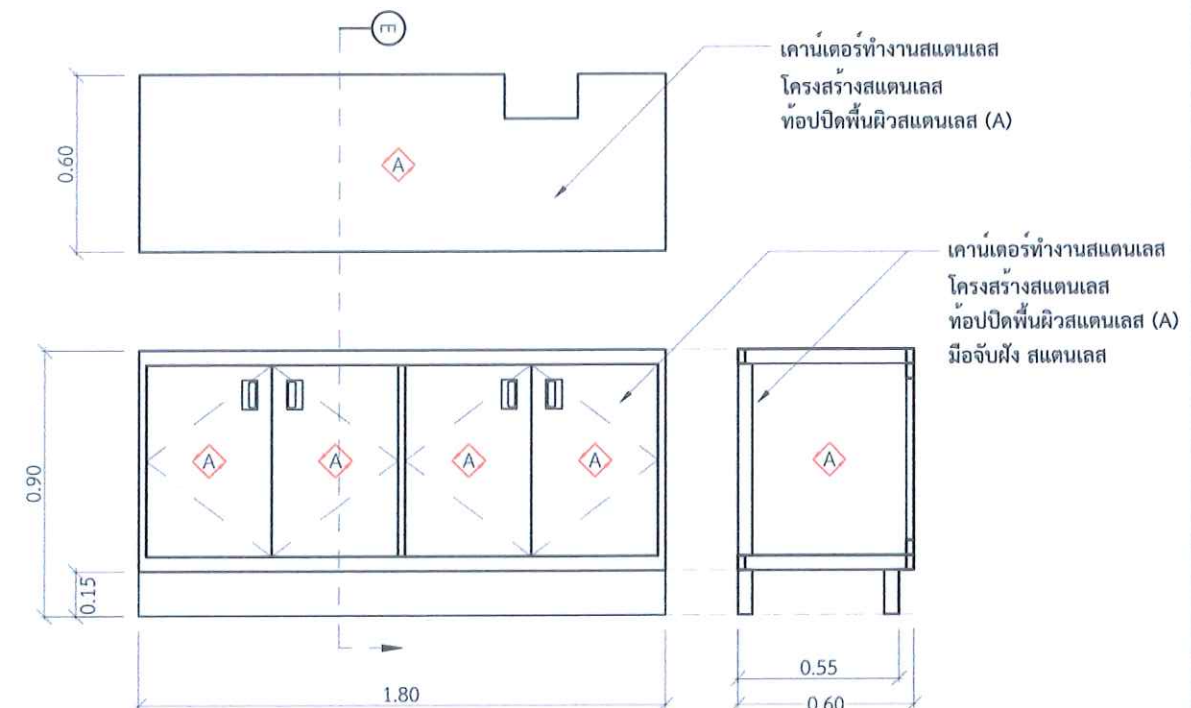 E
เคาน์เตอร์ทำงานสแตนเลส
โครงสร้างสแตนเลส
ท้อปปิดพื้นผิวสแตนเลส (A)
0.60
A
เคาน์เตอร์ทำงานสแตนเลส
โครงสร้างสแตนเลส
ท้อปปิดพื้นผิวสแตนเลส (A)
มือจับฝัง สแตนเลส
A A A A A
0.90
0.15
0.55
1.80
0.60